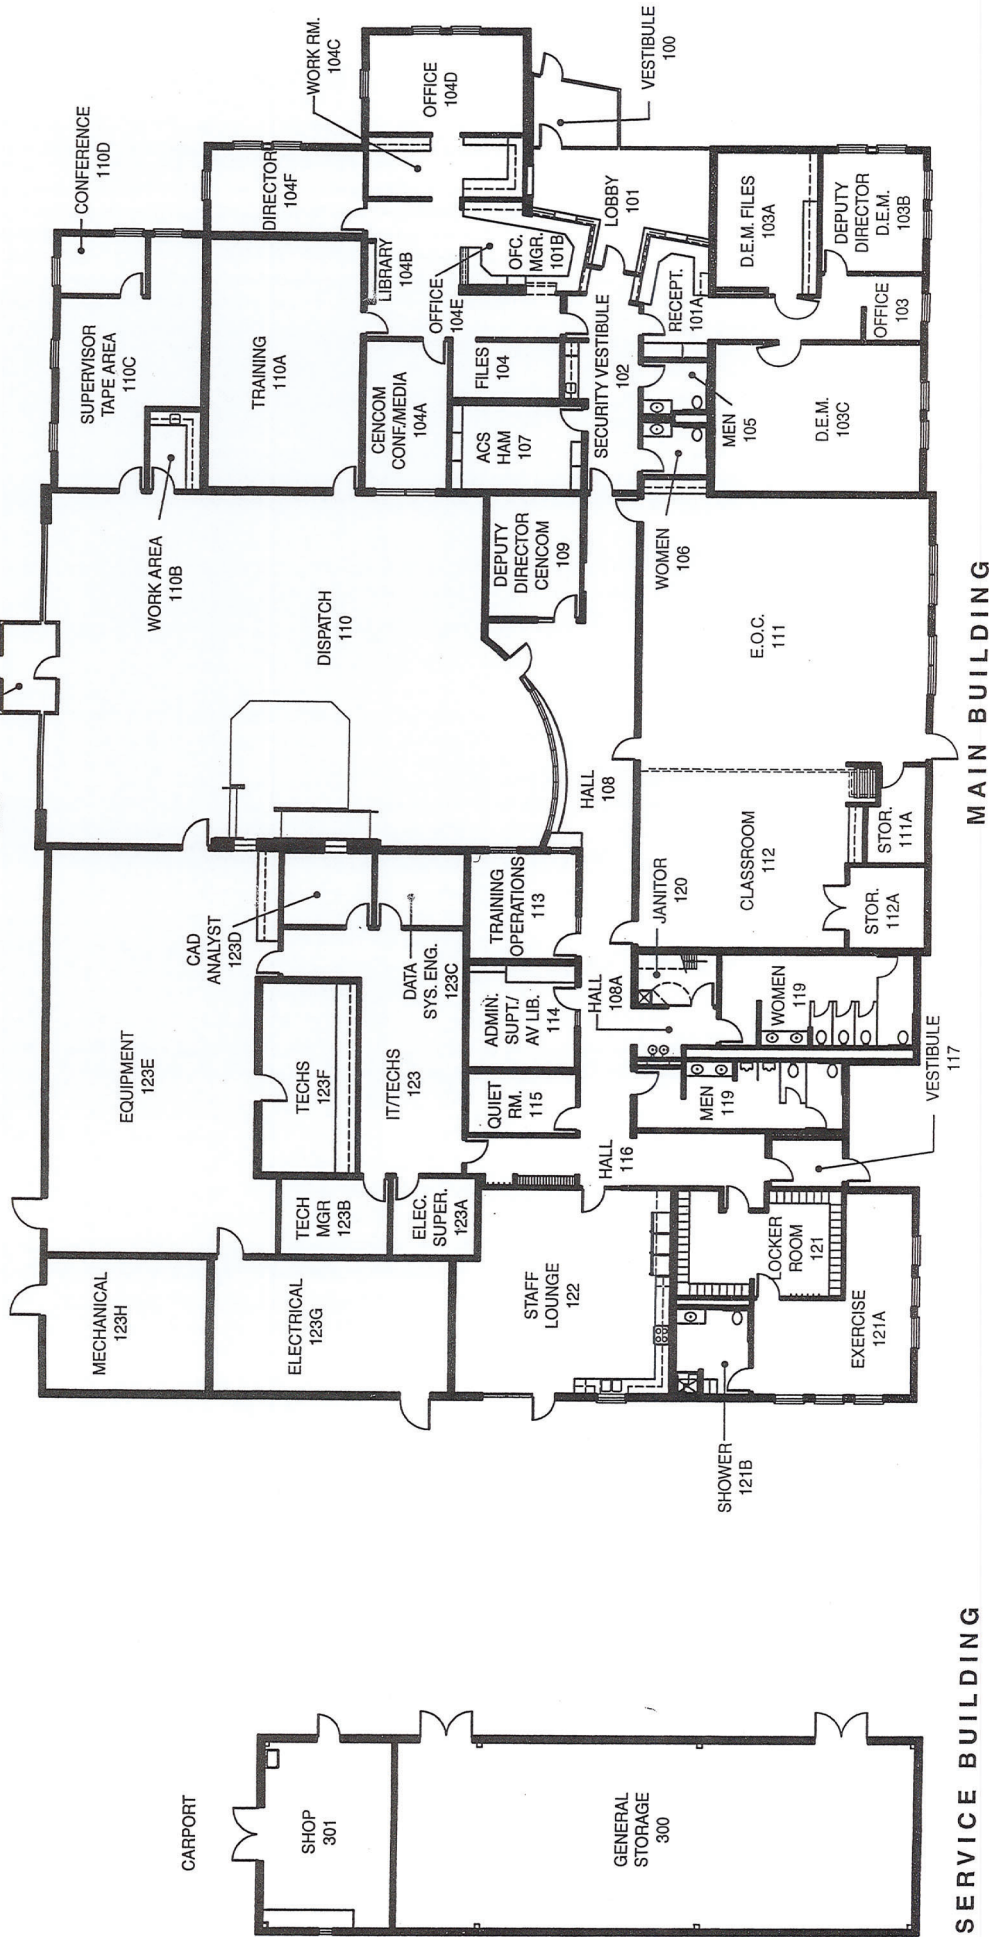 CARPORT
SHOP
301
GENERAL
STORAGE
300
SERVICE BUILDING
MECHANICAL
123H
ELECTRICAL
123G
STAFF
LOUNGE
122
SHOWER
121B
EXERCISE
121A
LOCKER
ROOM
121
EQUIPMENT
123E
TECH
MGR
123B
ELEC.
SUPER.
123A
TECHS
123F
IT/TECHS
123
CAD
ANALYST
123D
DATA
SYS. ENG.
123C
QUIET
RM.
115
ADMIN.
SUPT./
AV LIB.
114
TRAINING
OPERATIONS
113
HALL
116
HALL
108A
MEN
119
WOMEN
119
VESTIBULE
117
JANITOR
120
CLASSROOM
112
STOR.
112A
STOR.
111A
HALL
108
DISPATCH
110
WORK AREA
110B
DEPUTY
DIRECTOR
CENCOM
109
E.O.C.
111
MAIN BUILDING
SUPERVISOR
TAPE AREA
110C
CONFERENCE
110D
TRAINING
110A
CENCOM
CONF/MEDIA
104A
ACS
HAM
107
FILES
104
LIBRARY
104B
OFFICE
104E
DIRECTOR
104F
WORK RM.
104C
OFFICE
104D
OFC.
MGR.
101B
SECURITY VESTIBULE
102
LOBBY
101
VESTIBULE
100
RECEPT.
101A
WOMEN
106
MEN
105
D.E.M.
103C
OFFICE
103
D.E.M. FILES
103A
DEPUTY
DIRECTOR
D.E.M.
103B